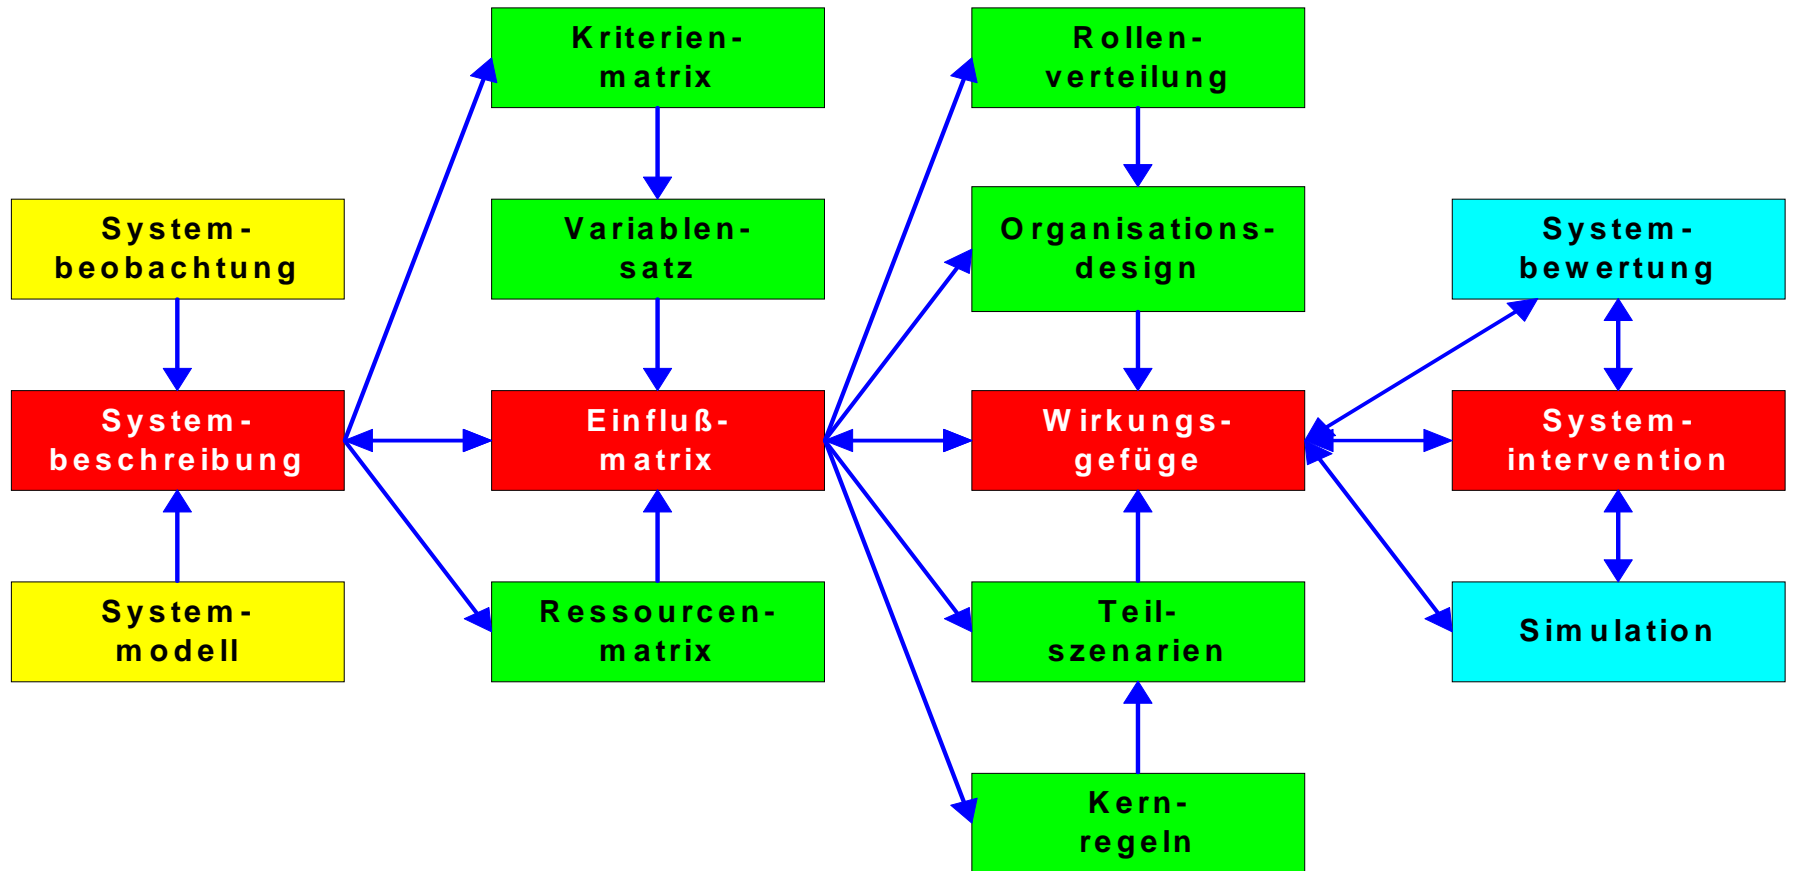 System-
beobachtung
System-
beschreibung
System-
modell
Kriterien-
matrix
Variablen-
satz
Einfluß-
matrix
Ressourcen-
matrix
Rollen-
verteilung
Organisations-
design
Wirkungs-
gefüge
Teil-
szenarien
Kern-
regeln
System-
bewertung
System-
intervention
Simulation